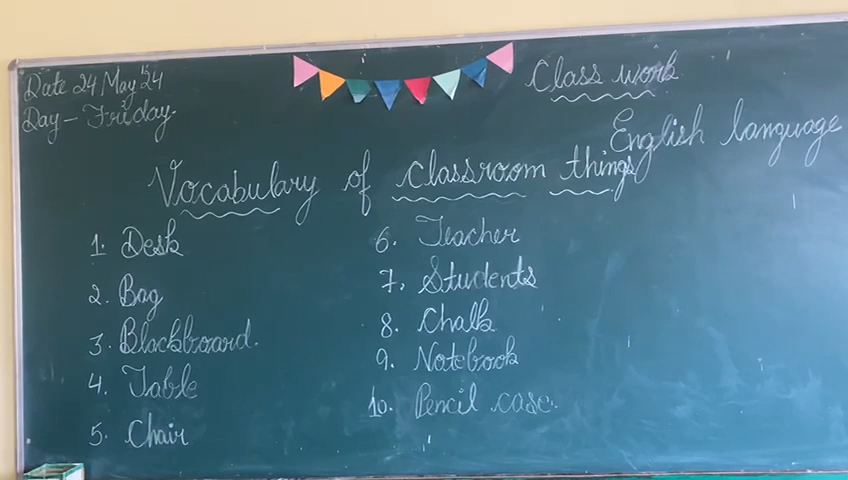 Date 24 May '24
Day - Friday.
Class work
English language
Vocabulary of classroom things
1. Desk
2. Bag
3. Blackboard.
4. Table
5. Chair
6. Teacher
7. Students
8. Chalk
9. Notebook
10. Pencil case.